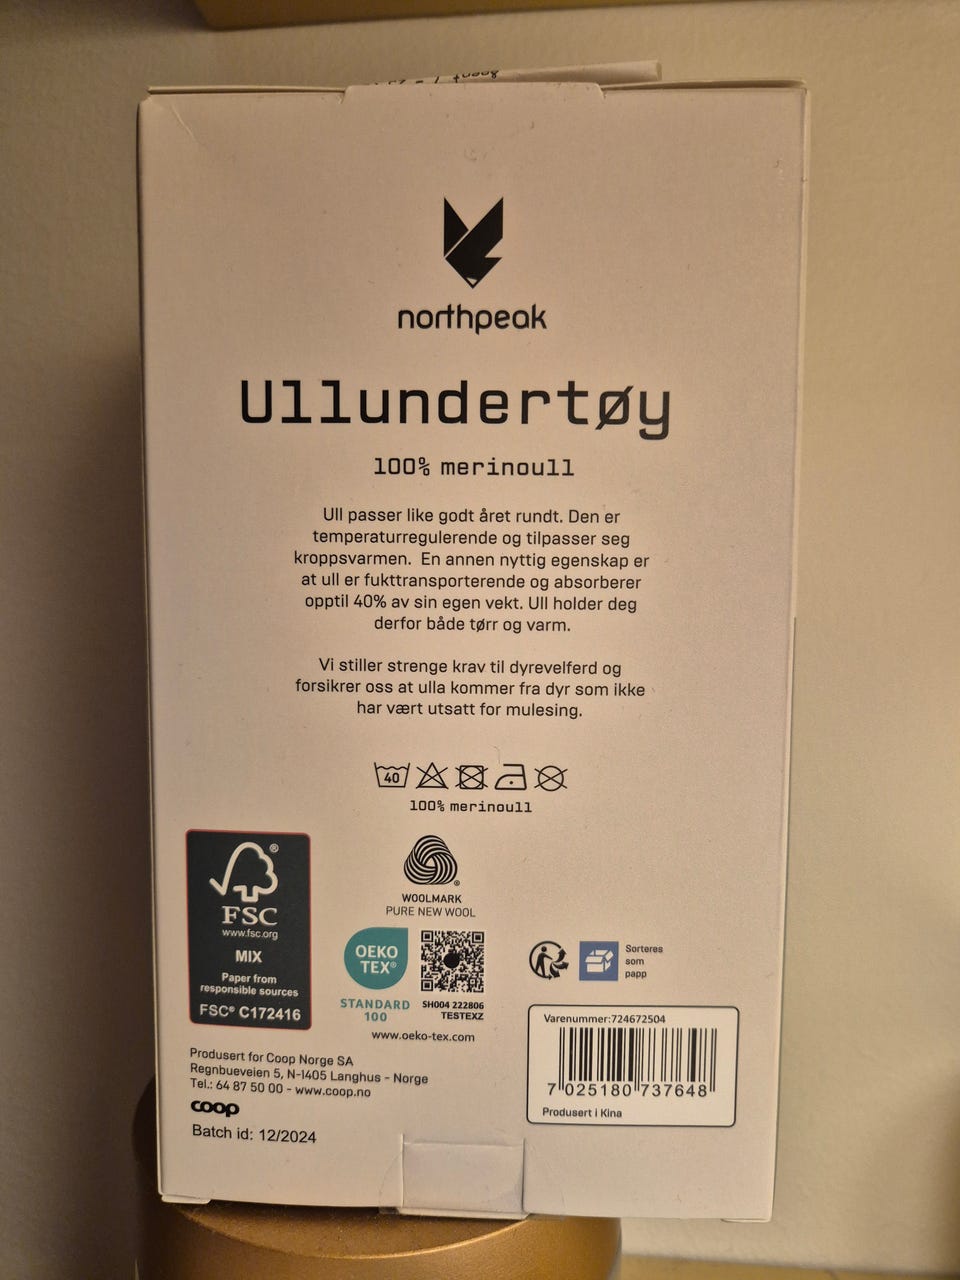 northpeak
Ullundertøy
100% merinoull
Ull passer like godt året rundt. Den er
temperaturregulerende og tilpasser seg
kroppsvarmen. En annen nyttig egenskap er
at ull er fukttransporterende og absorberer
opptil 40% av sin egen vekt. Ull holder deg
derfor både tørr og varm.
Vi stiller strenge krav til dyrevelferd og
forsikrer oss at ulla kommer fra dyr som ikke
har vært utsatt for mulesing.
40
100% merinoull
FSC®
www.fsc.org
MIX
Paper from
responsible sources
FSC® C172416
WOOLMARK
PURE NEW WOOL
OEKO
TEX®
STANDARD
100
SH004 222806
TESTEXZ
www.oeko-tex.com
Sorteres
som
papp
Varenummer:724672504
7 025180 737648
Produsert i Kina
Produsert for Coop Norge SA
Regnbueveien 5, N-1405 Langhus - Norge
Tel.: 64 87 50 00 - www.coop.no
coop
Batch id: 12/2024